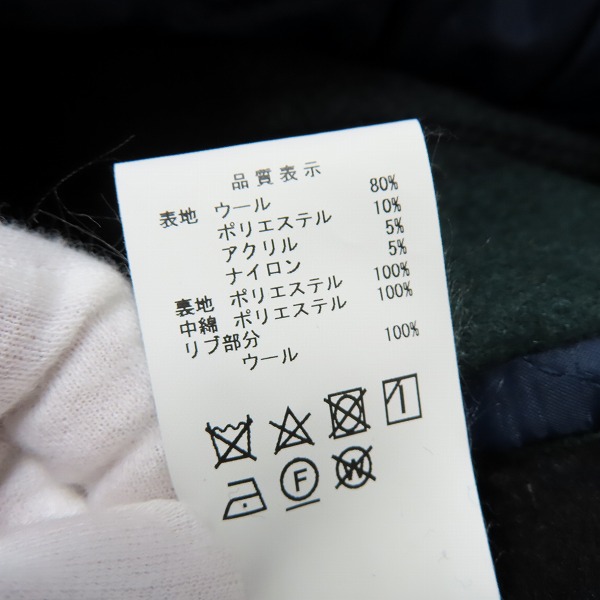 品質表示
表地 ウール 80%
ポリエステル 10%
アクリル 5%
ナイロン 5%
裏地 ポリエステル 100%
中綿 ポリエステル 100%
リブ部分
ウール 100%
F
W